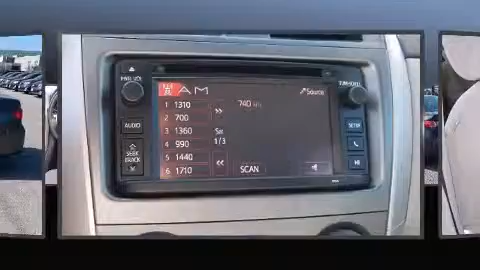 PWR VOL
TUNE SCROLL
AM
Source
1 1310
740 kHz
2 700
3 1360
Set
1/3
4 990
5 1440
6 1710
SCAN
AUDIO
SEEK
TRACK
SETUP